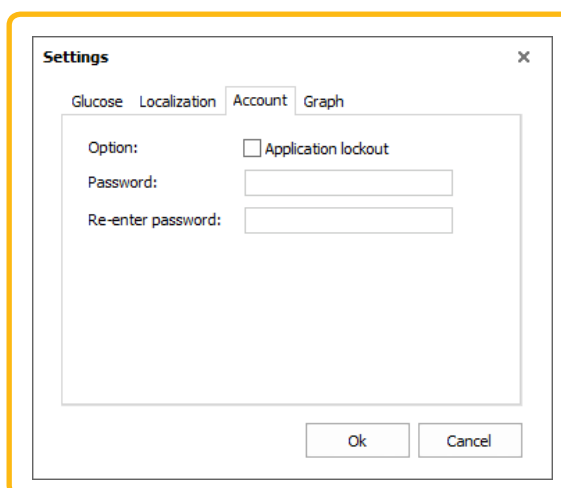 Settings
Glucose Localization Account Graph
Option: Application lockout
Password:
Re-enter password:
Ok Cancel